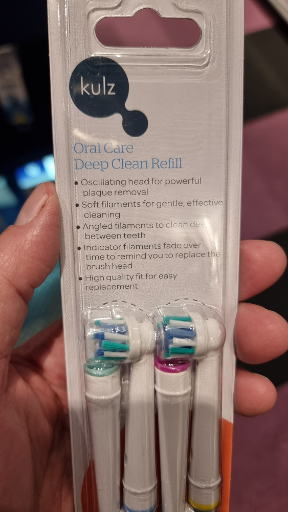 kulz
Oral Care
Deep Clean Refill
• Oscillating head for powerful
plaque removal
• Soft filaments for gentle, effective
cleaning
• Angled filaments to clean
between teeth
• Indicator filaments fade over
time to remind you to replace the
brush head
• High quality fit for easy
replacement